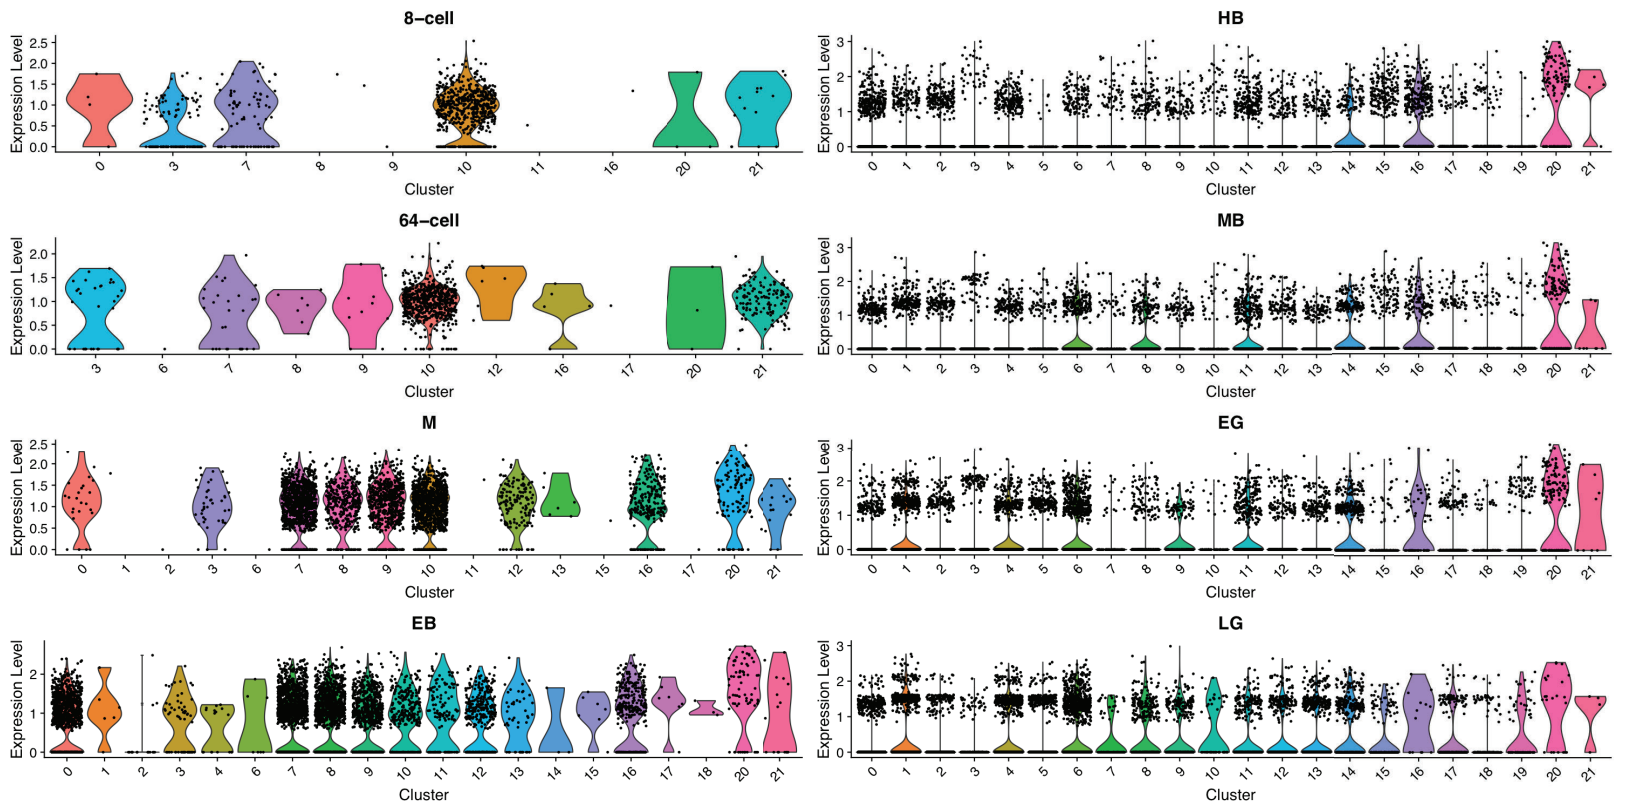 8−cell
Expression Level
2.5
2.0
1.5
1.0
0.5
0.0
0 3 7 8 9 10 11 16 20 21
Cluster
HB
Expression Level
3
2
1
0
0 1 2 3 4 5 6 7 8 9 10 11 12 13 14 15 16 17 18 19 20 21
Cluster
64−cell
Expression Level
2.0
1.5
1.0
0.5
0.0
3 6 7 8 9 10 12 16 17 20 21
Cluster
MB
Expression Level
3
2
1
0
0 1 2 3 4 5 6 7 8 9 10 11 12 13 14 15 16 17 18 19 20 21
Cluster
M
Expression Level
2.5
2.0
1.5
1.0
0.5
0.0
0 1 2 3 6 7 8 9 10 11 12 13 15 16 17 20 21
Cluster
EG
Expression Level
3
2
1
0
0 1 2 3 4 5 6 7 8 9 10 11 12 13 14 15 16 17 18 19 20 21
Cluster
EB
Expression Level
2
1
0
0 1 2 3 4 6 7 8 9 10 11 12 13 14 15 16 17 18 20 21
Cluster
LG
Expression Level
3
2
1
0
0 1 2 3 4 5 6 7 8 9 10 11 12 13 14 15 16 17 18 19 20 21
Cluster